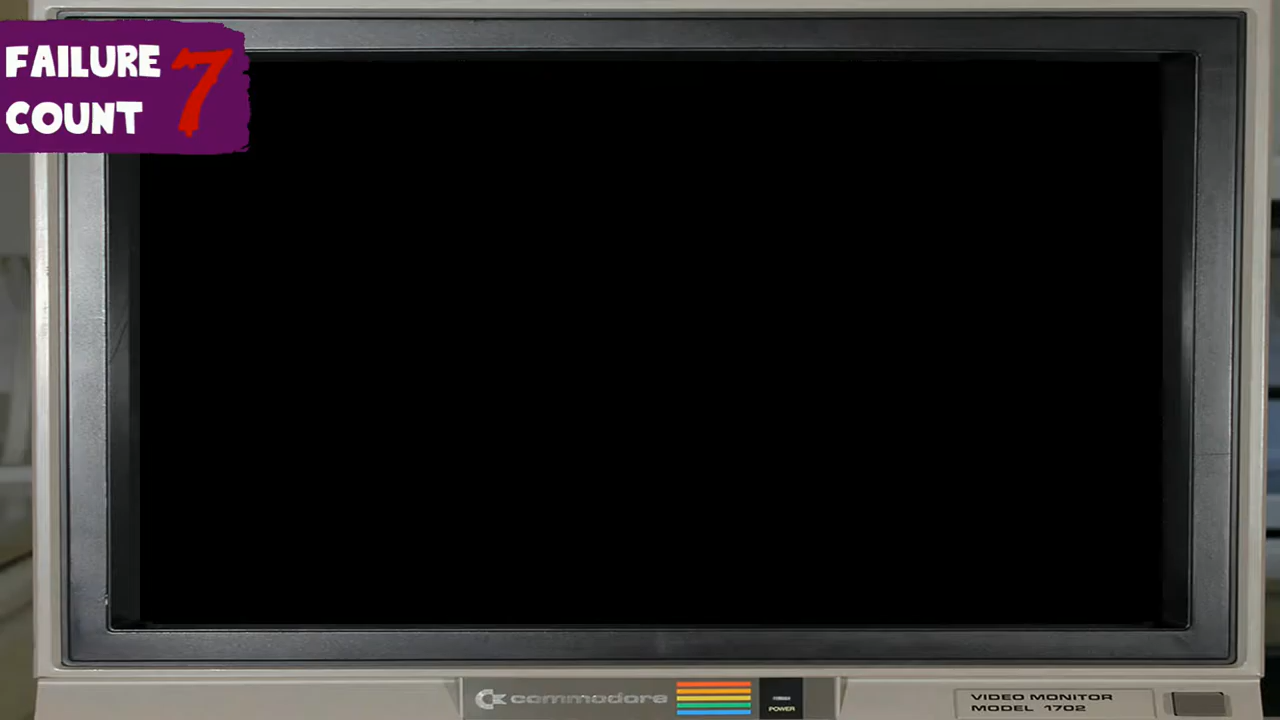 FAILURE
COUNT 7
commodore
POWER
VIDEO MONITOR
MODEL 1702